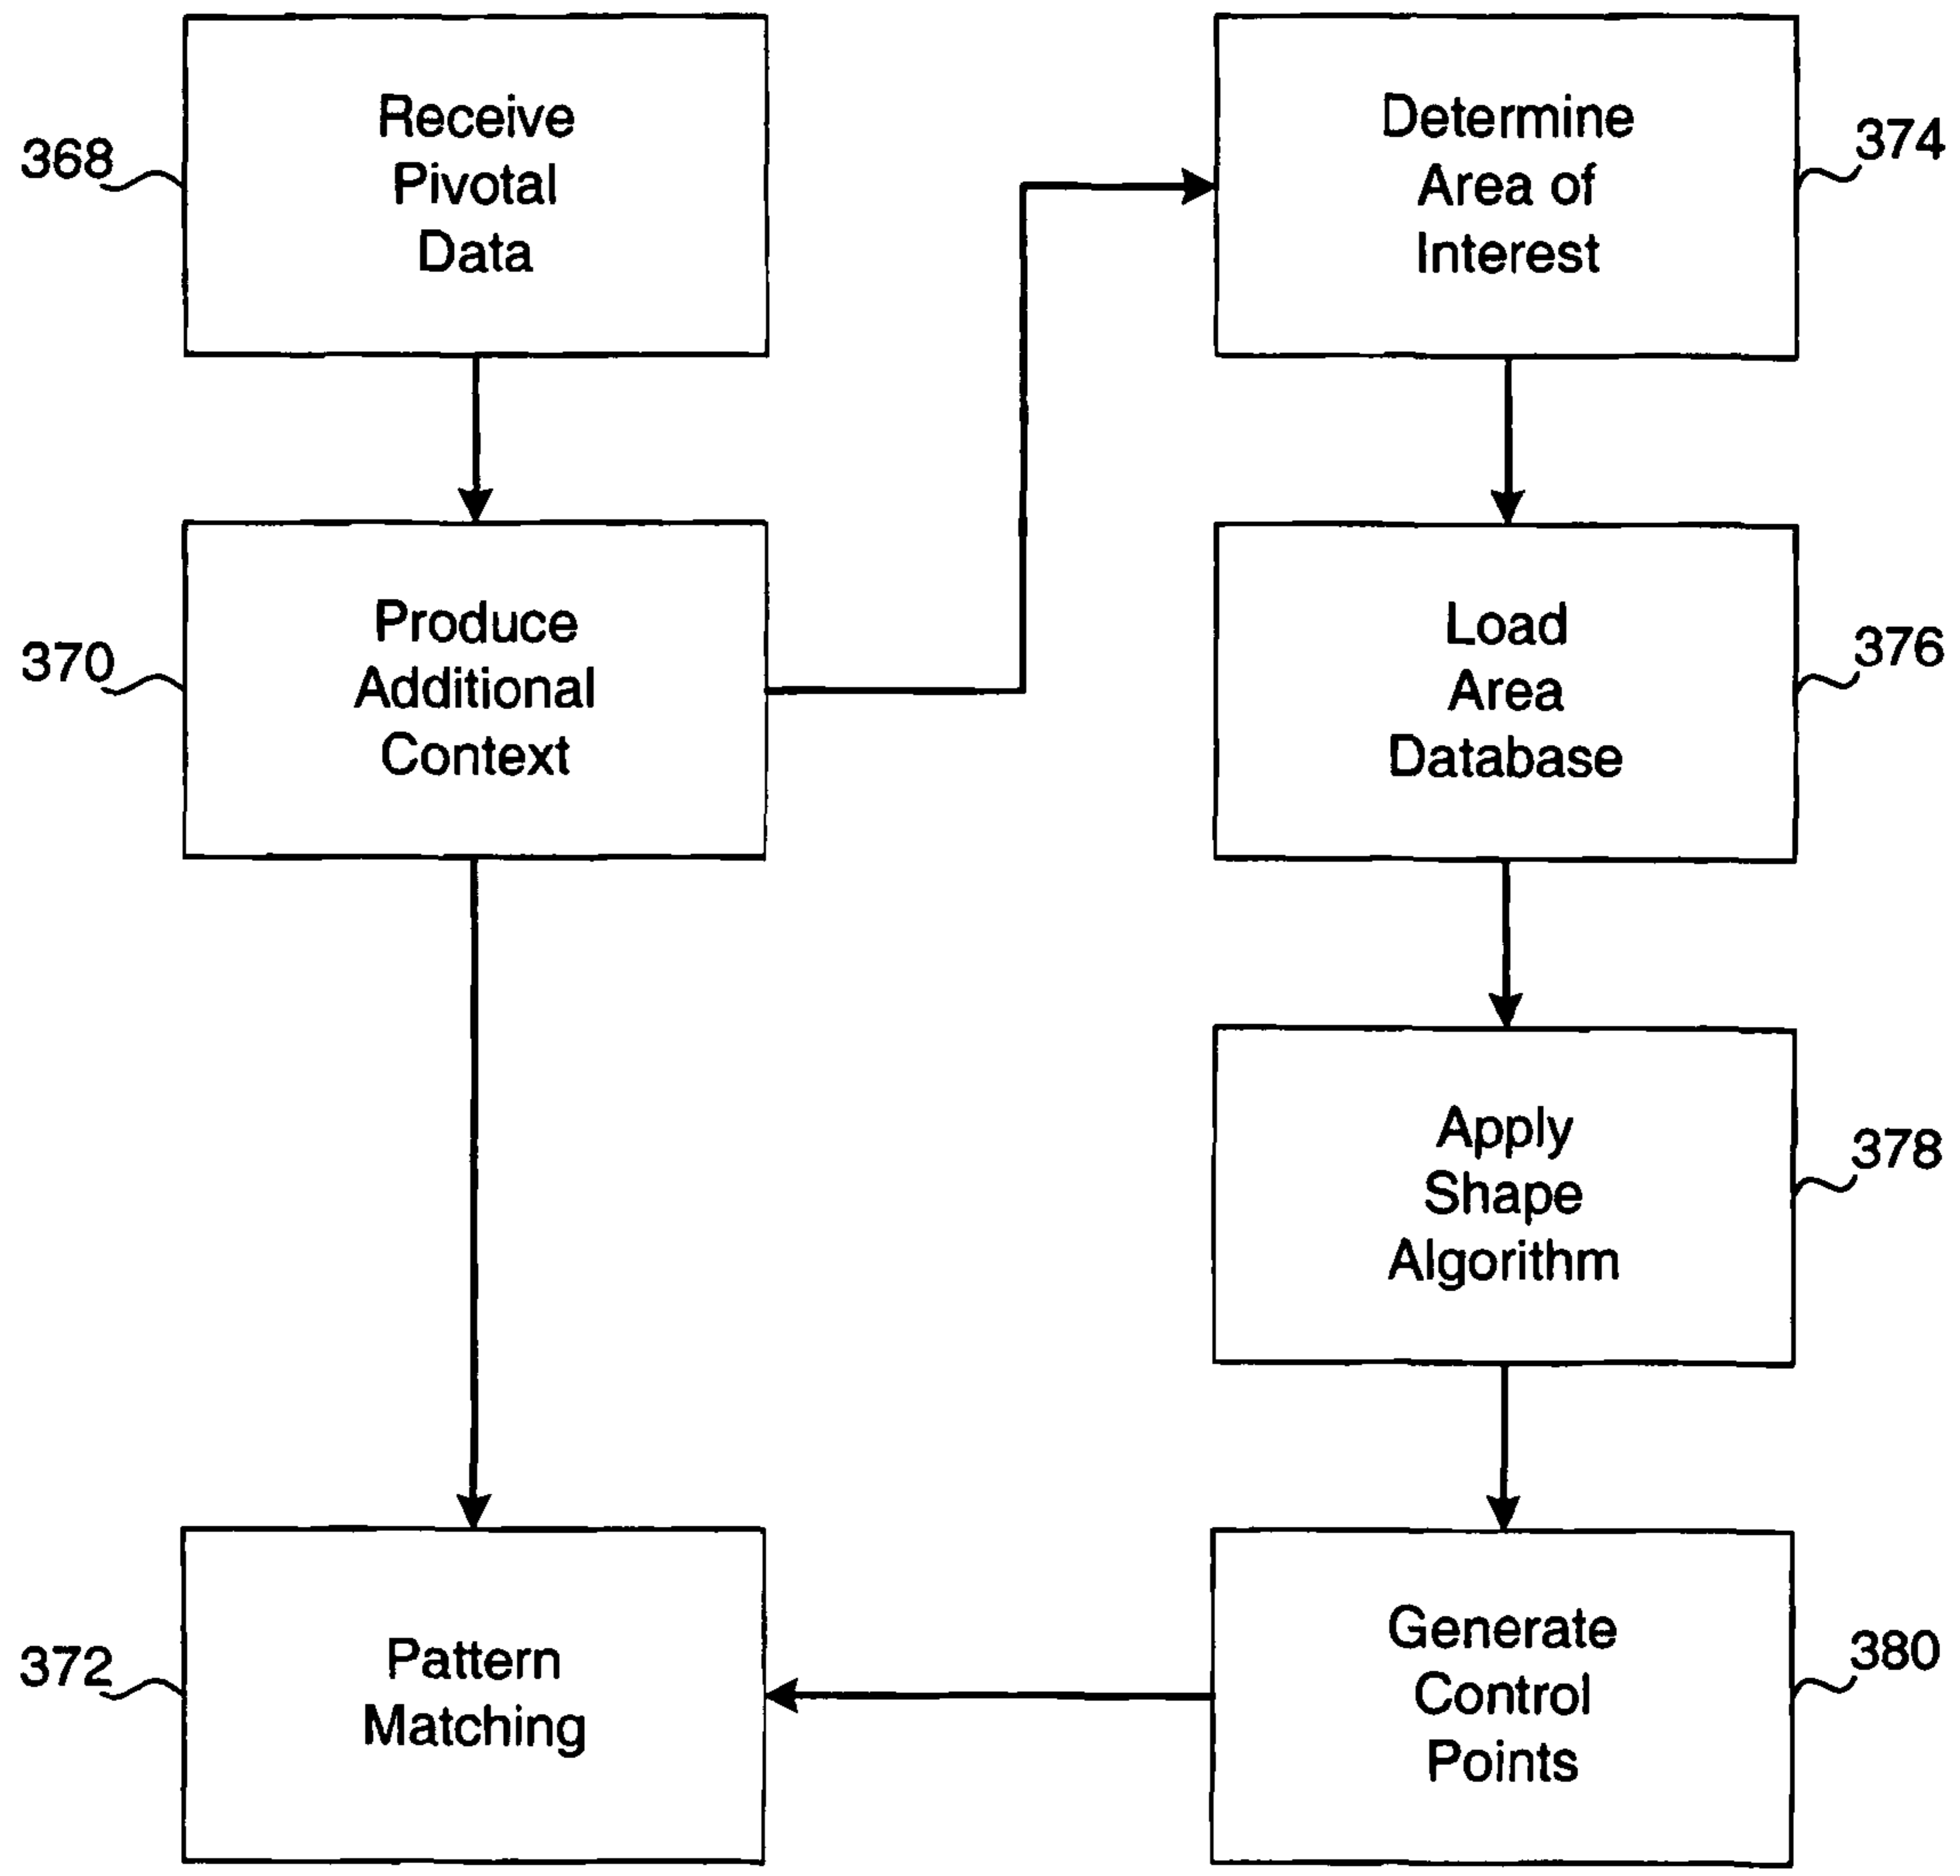 368
Receive
Pivotal
Data
370
Produce
Additional
Context
372
Pattern
Matching
Determine
Area of
Interest
374
Load
Area
Database
376
Apply
Shape
Algorithm
378
Generate
Control
Points
380